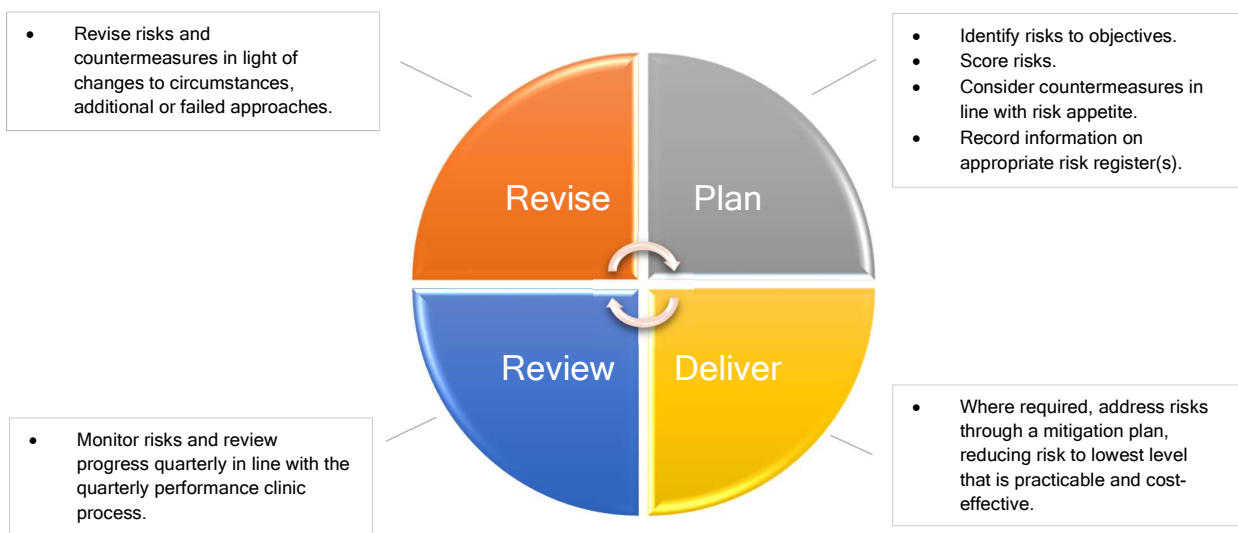 • Revise risks and
countermeasures in light of
changes to circumstances,
additional or failed approaches.
• Identify risks to objectives.
• Score risks.
• Consider countermeasures in
line with risk appetite.
• Record information on
appropriate risk register(s).
Revise
Plan
Review
Deliver
• Monitor risks and review
progress quarterly in line with the
quarterly performance clinic
process.
• Where required, address risks
through a mitigation plan,
reducing risk to lowest level
that is practicable and cost-
effective.